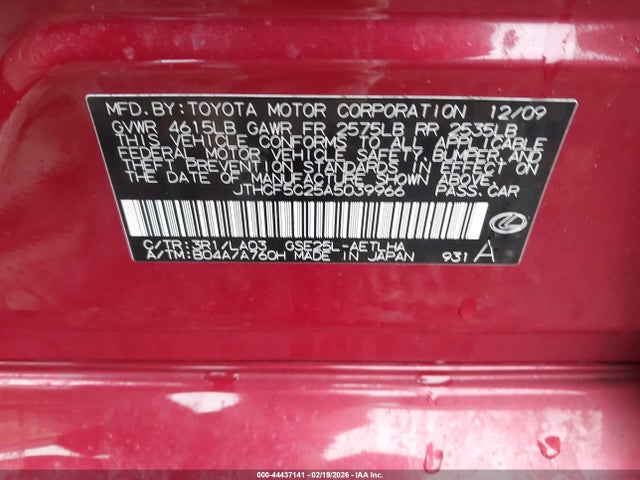 MFD. BY: TOYOTA MOTOR CORPORATION 12/09
GVWR 4615LB GAWR FR 2575LB RR 2535LB
THIS VEHICLE CONFORMS TO ALL APPLICABLE
FEDERAL MOTOR VEHICLE SAFETY, BUMPER, AND
THEFT PREVENTION STANDARDS IN EFFECT ON
THE DATE OF MANUFACTURE SHOWN ABOVE.
JTHCF5C25A5039966 PASS. CAR
C/TR: 3R1/LA03 GSE25L-AETLHA
A/TM: B04A/A760H MADE IN JAPAN 931 A
000-44437141 - 02/19/2026 - IAAI, Inc.